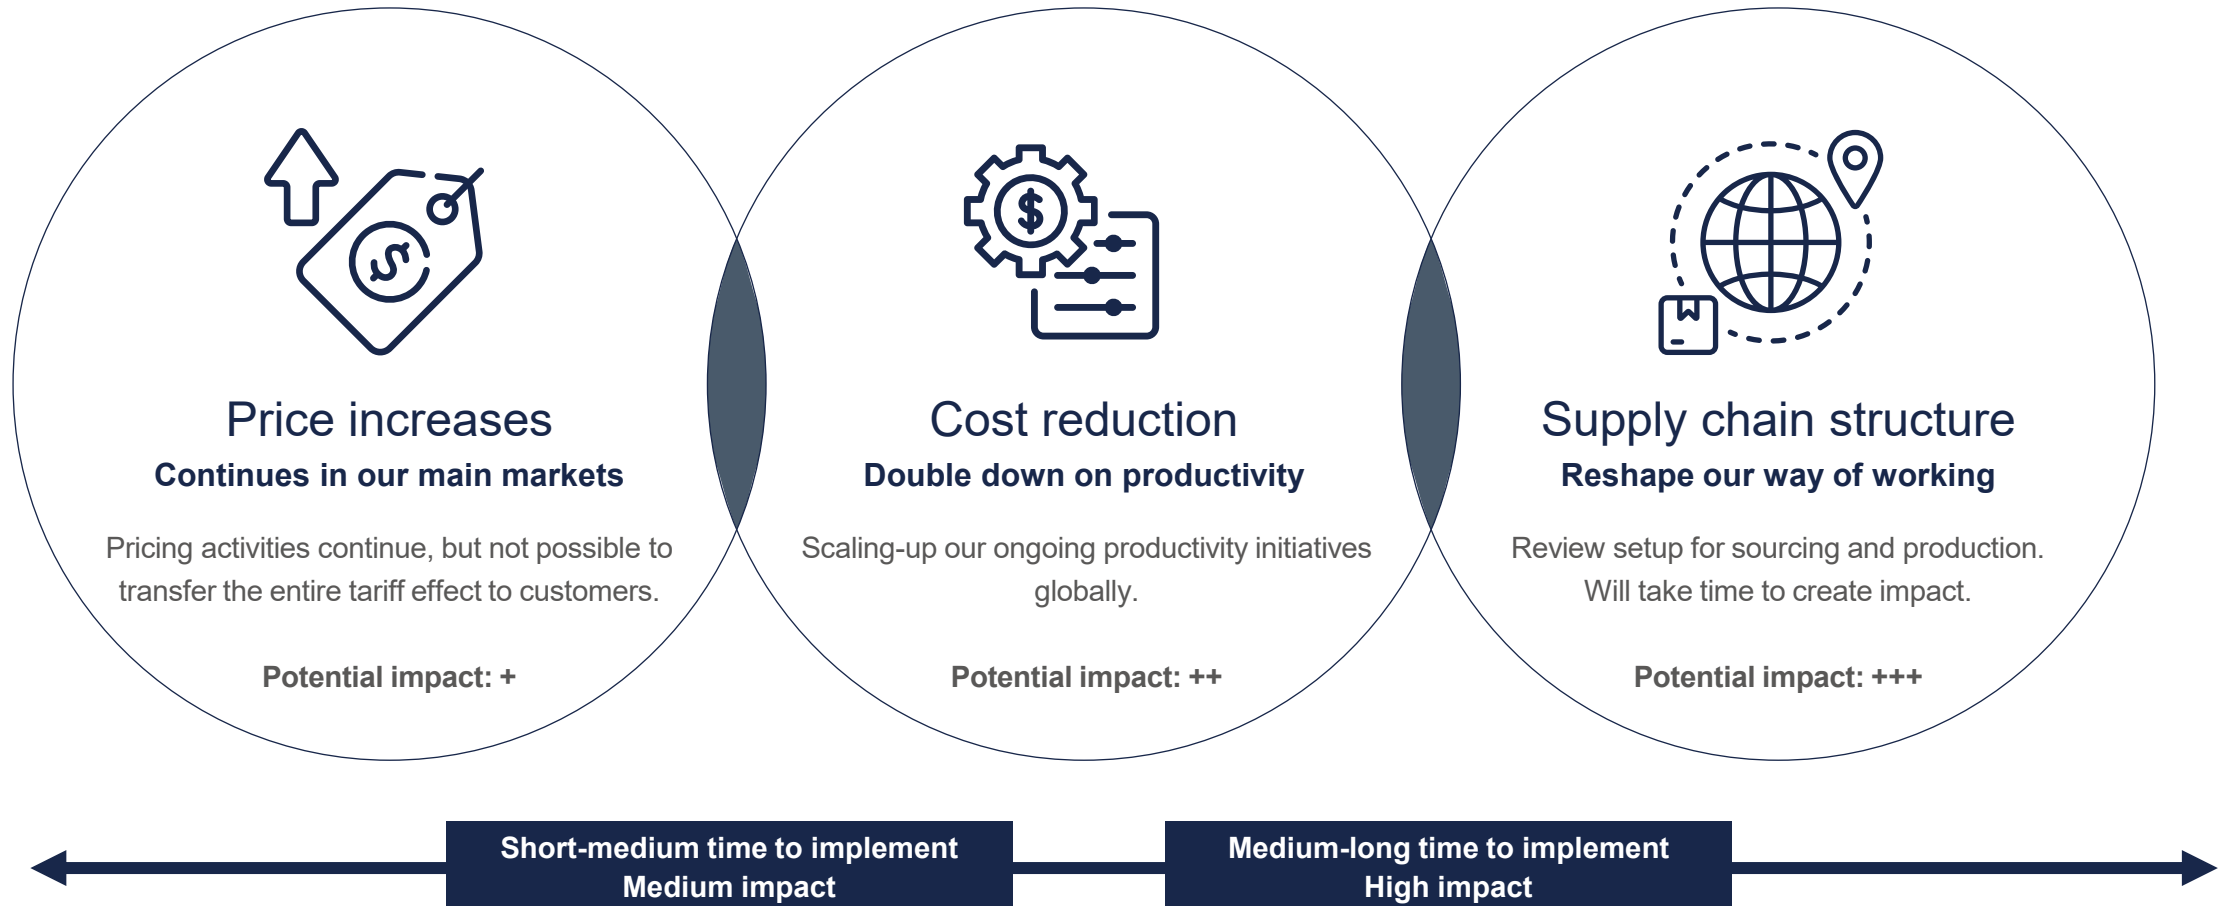 Price increases
Continues in our main markets
Pricing activities continue, but not possible to
transfer the entire tariff effect to customers.
Potential impact: +
Cost reduction
Double down on productivity
Scaling-up our ongoing productivity initiatives
globally.
Potential impact: ++
Supply chain structure
Reshape our way of working
Review setup for sourcing and production.
Will take time to create impact.
Potential impact: +++
Short-medium time to implement
Medium impact
Medium-long time to implement
High impact